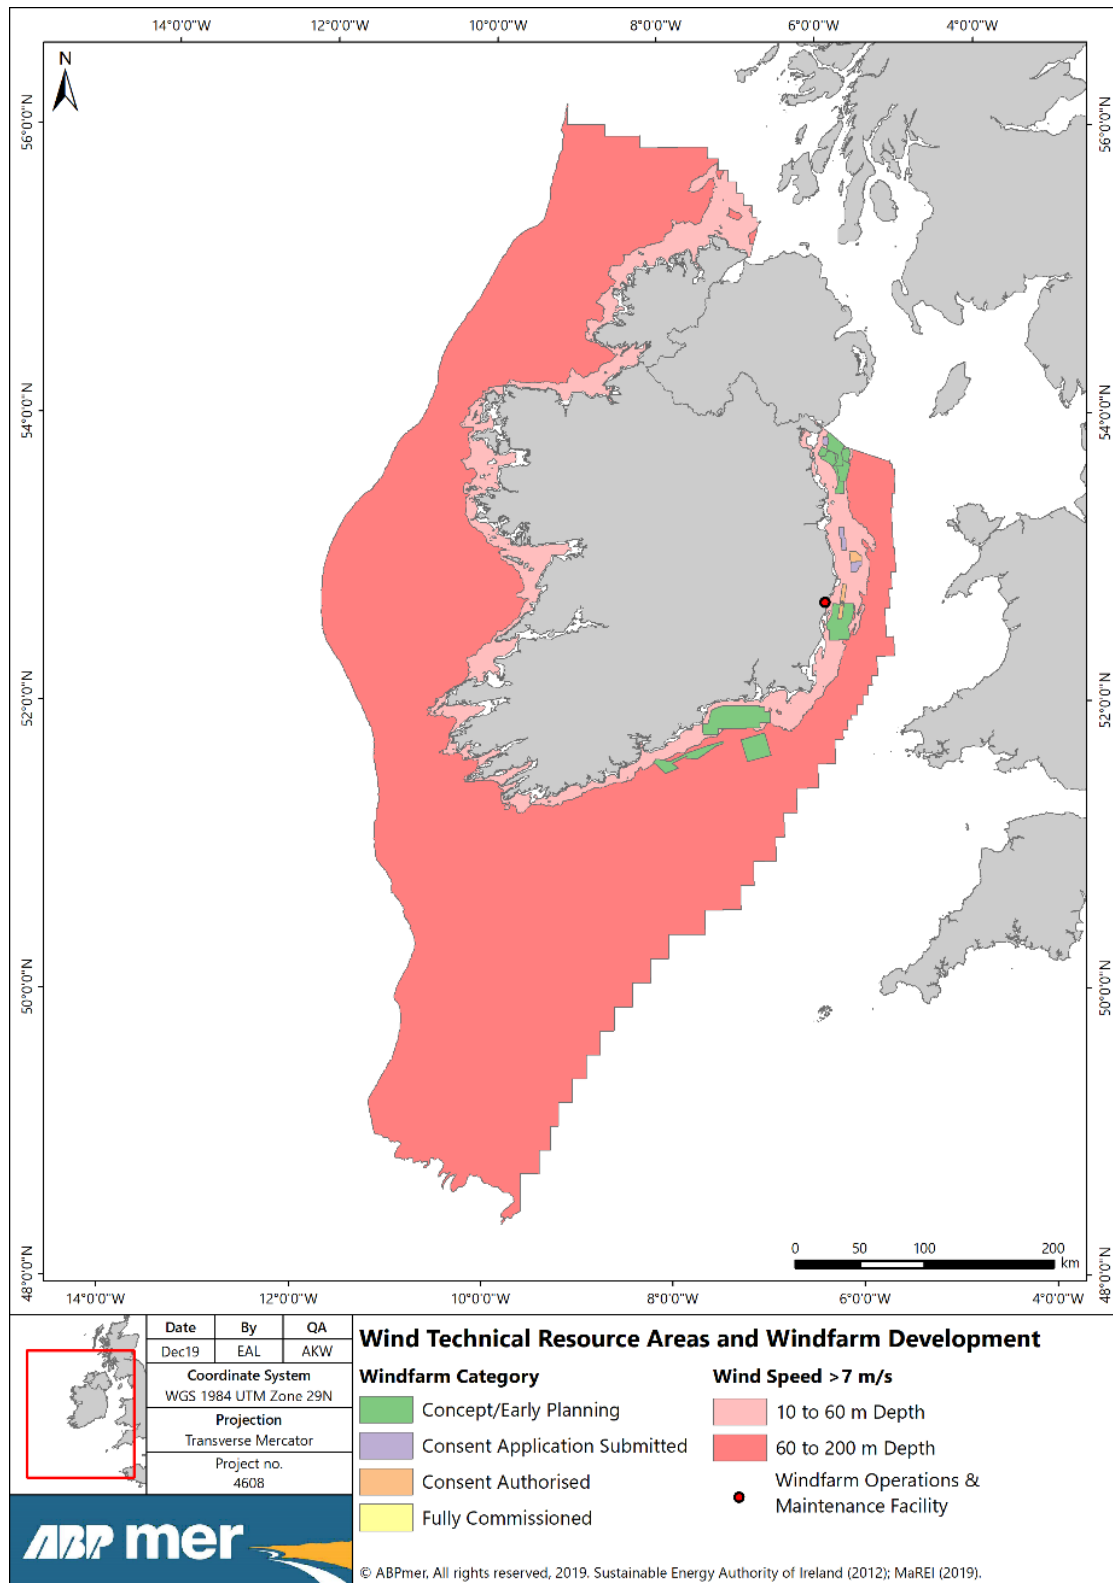 14°0'0"W 12°0'0"W 10°0'0"W 8°0'0"W 6°0'0"W 4°0'0"W
N
56°0'0"N 56°0'0"N
54°0'0"N 54°0'0"N
52°0'0"N 52°0'0"N
50°0'0"N 50°0'0"N
48°0'0"N 48°0'0"N
0 50 100 200
km
14°0'0"W 12°0'0"W 10°0'0"W 8°0'0"W 6°0'0"W 4°0'0"W
Date By QA
Dec19 EAL AKW
Coordinate System
WGS 1984 UTM Zone 29N
Projection
Transverse Mercator
Project no.
4608
ABPmer
Wind Technical Resource Areas and Windfarm Development
Windfarm Category
Concept/Early Planning
Consent Application Submitted
Consent Authorised
Fully Commissioned
Wind Speed >7 m/s
10 to 60 m Depth
60 to 200 m Depth
Windfarm Operations &
Maintenance Facility
© ABPmer, All rights reserved, 2019. Sustainable Energy Authority of Ireland (2012); MaREI (2019).